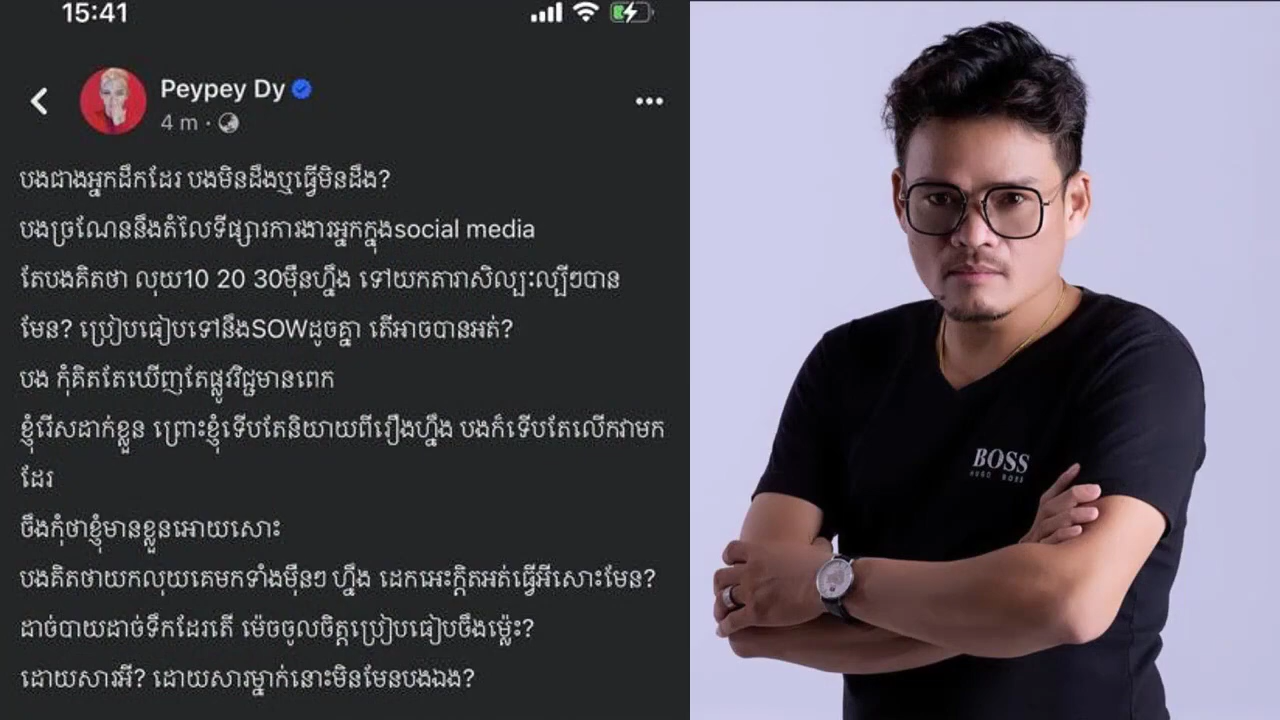 15:41
Peypey Dy
4 m
បងជាងអ្នកដឹកដែរ បងមិនដឹងឬធ្វើមិនដឹង?
បងច្រណែននឹងតំលៃទីផ្សារការងារអ្នកក្នុងsocial media
តែបងគិតថា លុយ10 20 30ម៉ឺនហ្នឹង ទៅយកតារាសិល្បៈល្បីៗបាន
មែន? ប្រៀបធៀបទៅនឹងSOWដូចគ្នា តើអាចបានអត់?
បង កុំគិតតែឃើញតែផ្លូវវិជ្ជមានពេក
ខ្ញុំរើសដាក់ខ្លួន ព្រោះខ្ញុំទើបតែនិយាយពីរឿងហ្នឹង បងក៏ទើបតែលើកវាមក
ដែរ
ចឹងកុំថាខ្ញុំមានខ្លួនអោយសោះ
បងគិតថាយកលុយគេមកទាំងម៉ឺនៗ ហ្នឹង ដេកអេះក្តិតអត់ធ្វើអីសោះមែន?
ដាច់បាយដាច់ទឹកដែរតើ ម៉េចចូលចិត្តប្រៀបធៀបចឹងម៉្លេះ?
ដោយសារអី? ដោយសារម្នាក់នោះមិនមែនបងឯង?
BOSS
HUGO BOSS